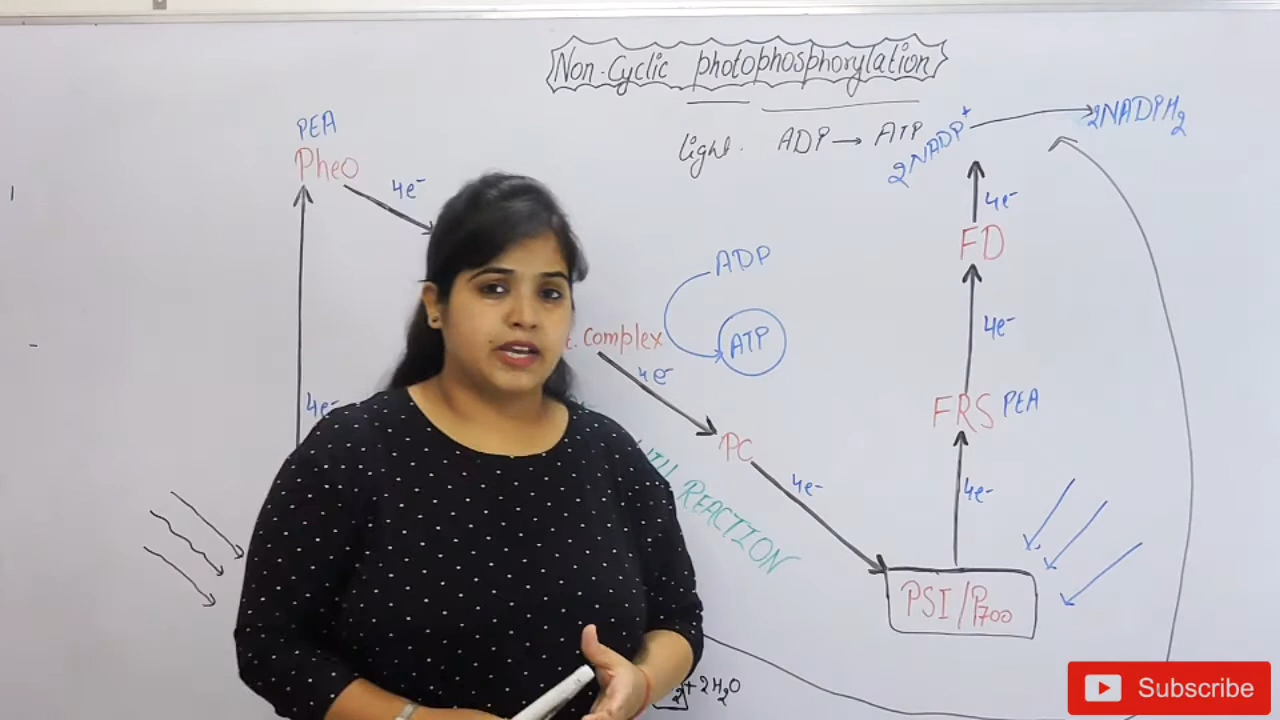 Non-Cyclic photophosphorylation
light. ADP → ATP
PEA
Pheo
4e⁻
4e⁻
complex
4e⁻
ADP
ATP
PC
4e⁻
REACTION
PSI/P700
4e⁻
FRS PEA
4e⁻
FD
4e⁻
2NADP⁺ → 2NADPH₂
+2H₂O
Subscribe